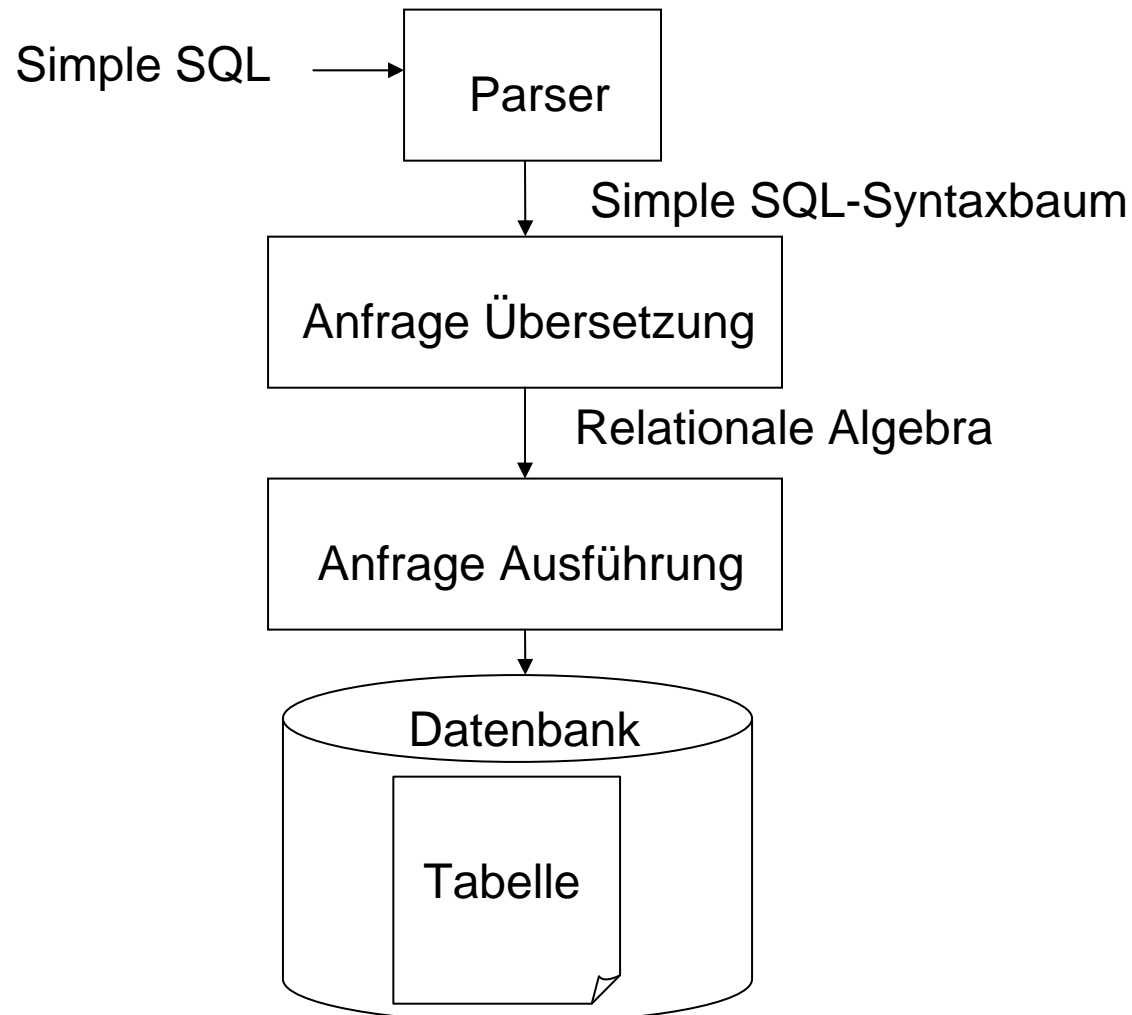 Simple SQL
Parser
Simple SQL-Syntaxbaum
Anfrage Übersetzung
Relationale Algebra
Anfrage Ausführung
Datenbank
Tabelle